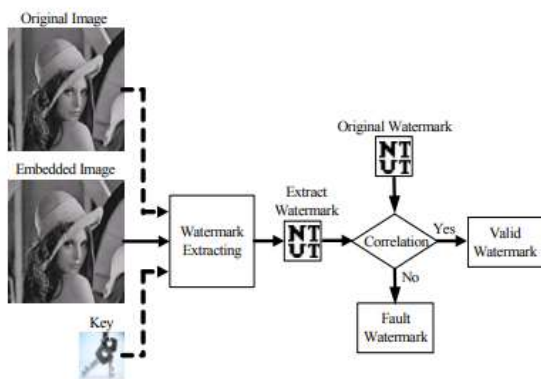 Original Image
Embedded Image
Key
Watermark
Extracting
Extract
Watermark
NT
UT
Original Watermark
NT
UT
Correlation
Yes
Valid
Watermark
No
Fault
Watermark